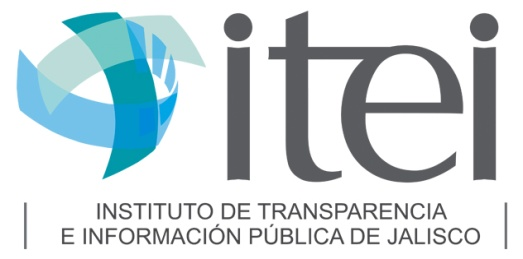 itei
INSTITUTO DE TRANSPARENCIA
E INFORMACIÓN PÚBLICA DE JALISCO